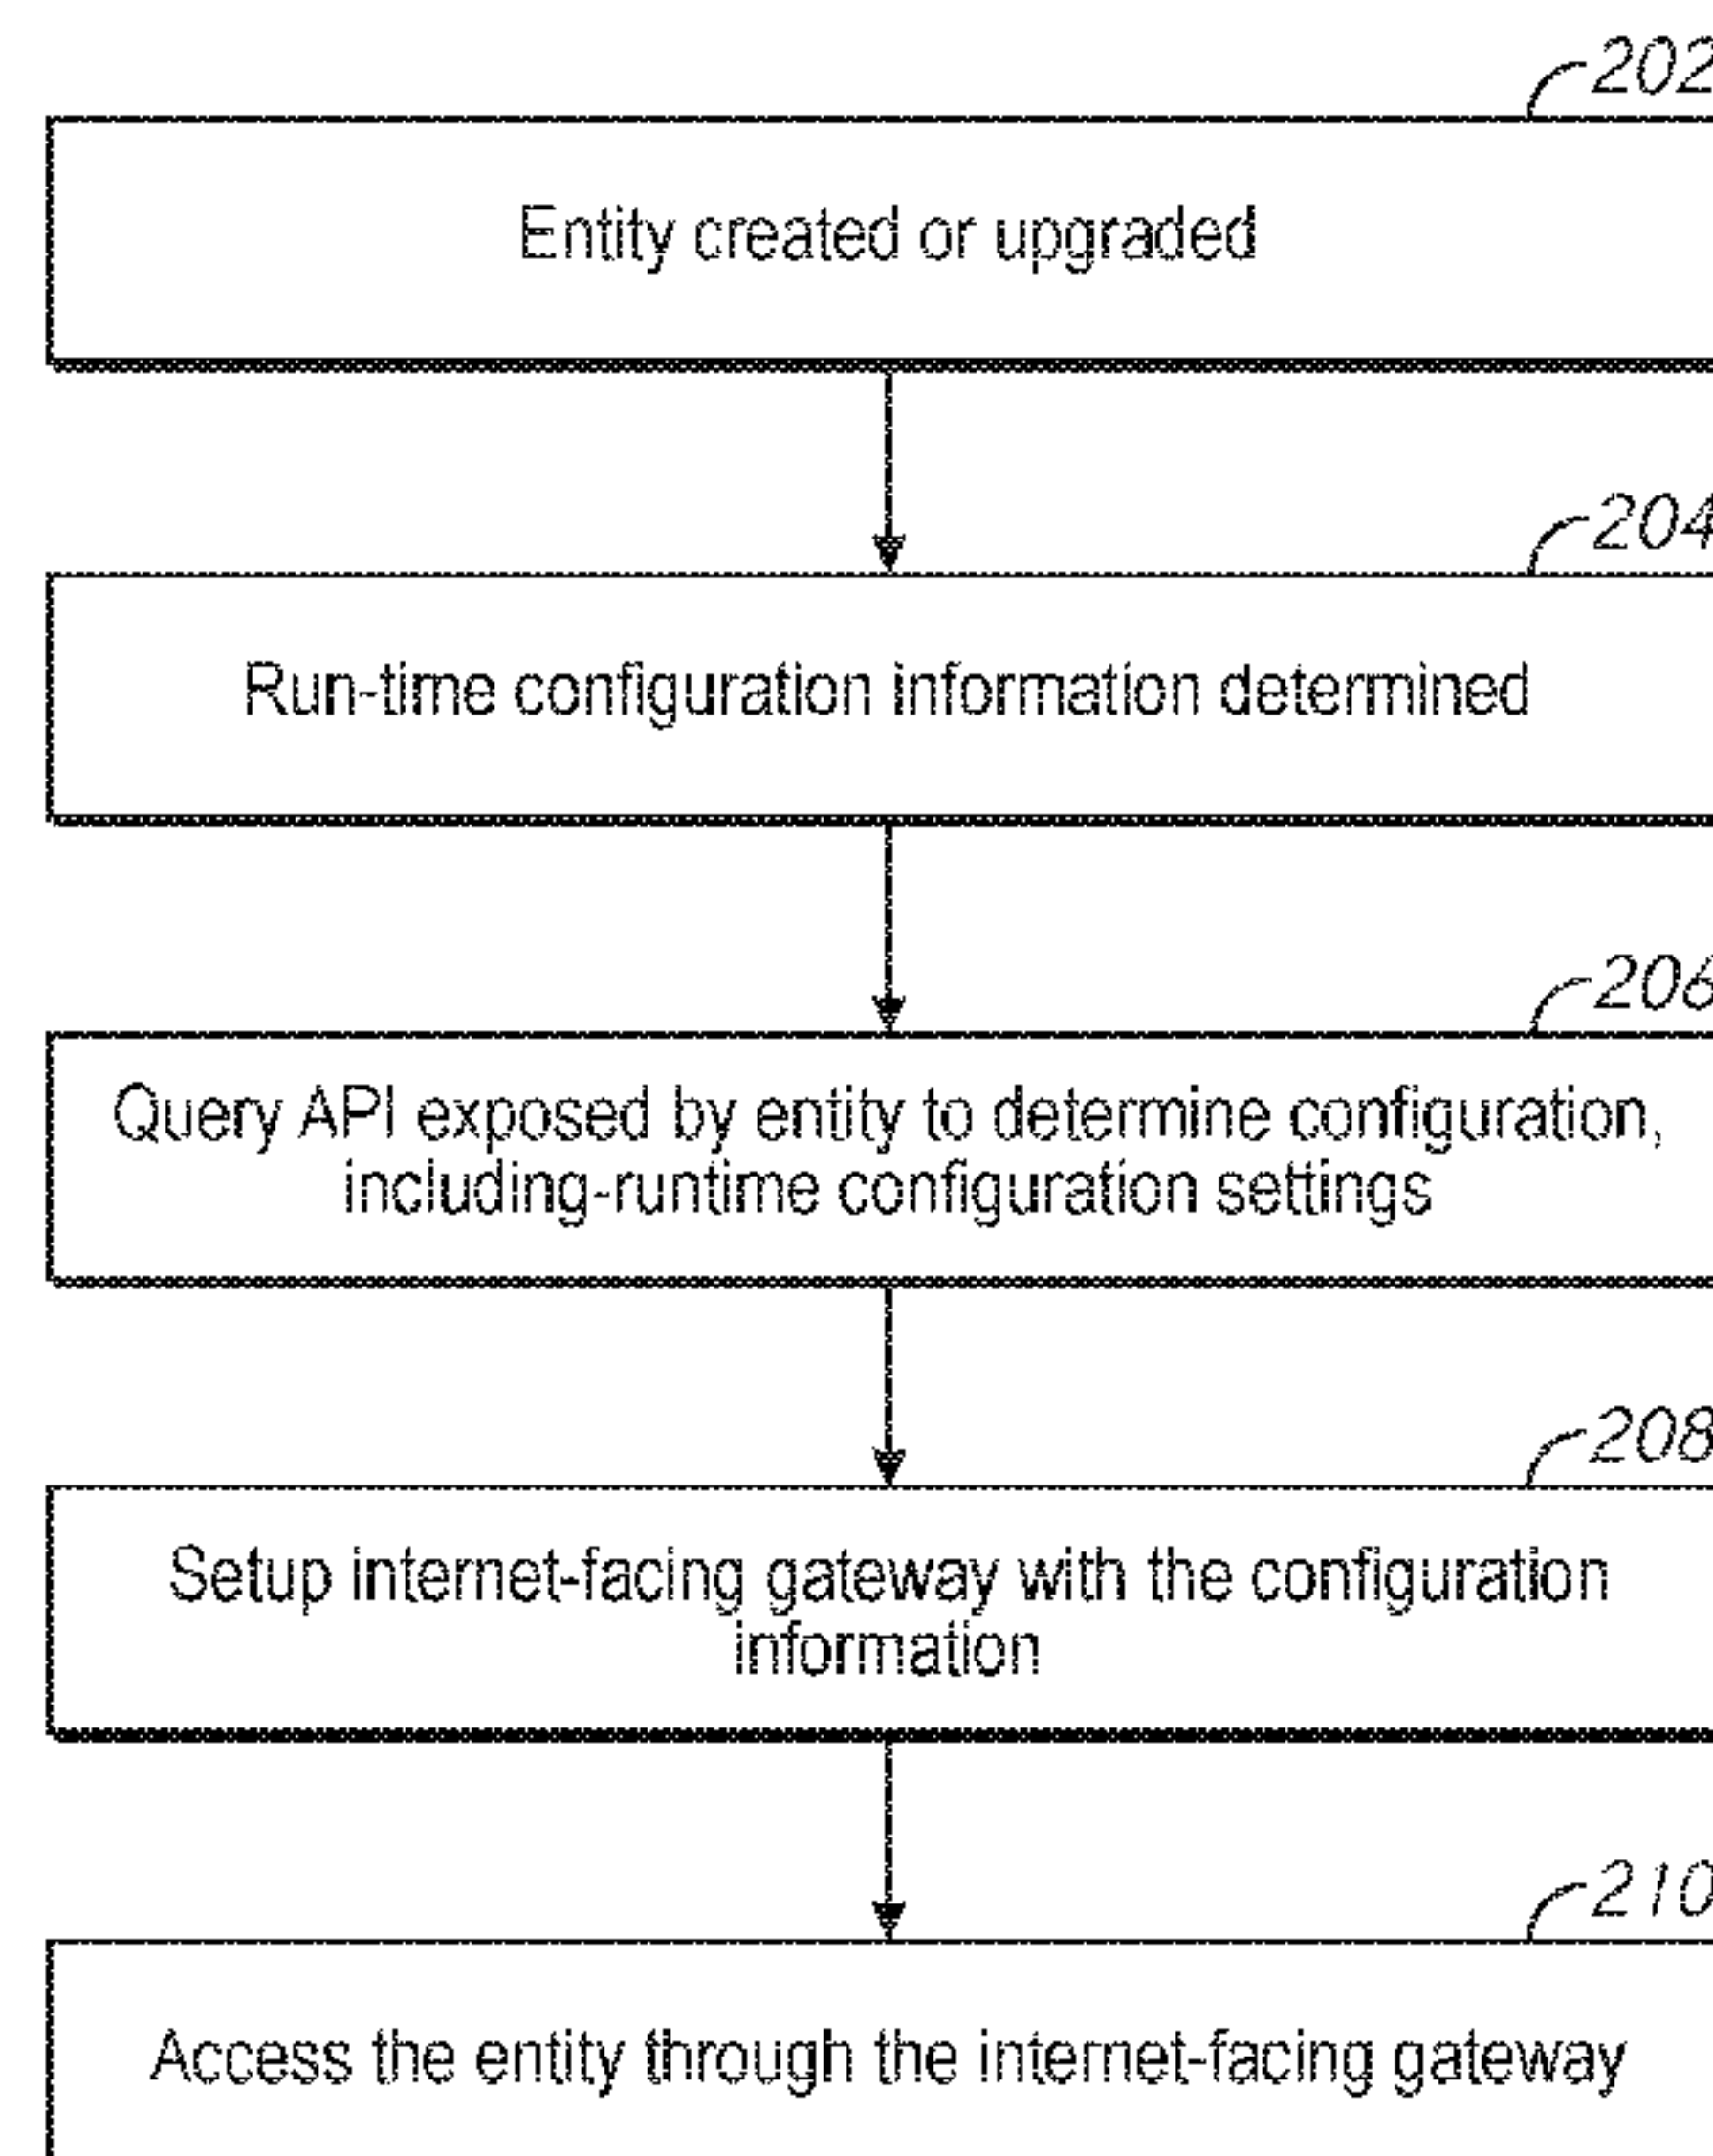 202
Entity created or upgraded
204
Run-time configuration information determined
206
Query API exposed by entity to determine configuration,
including-runtime configuration settings
208
Setup internet-facing gateway with the configuration
information
210
Access the entity through the internet-facing gateway